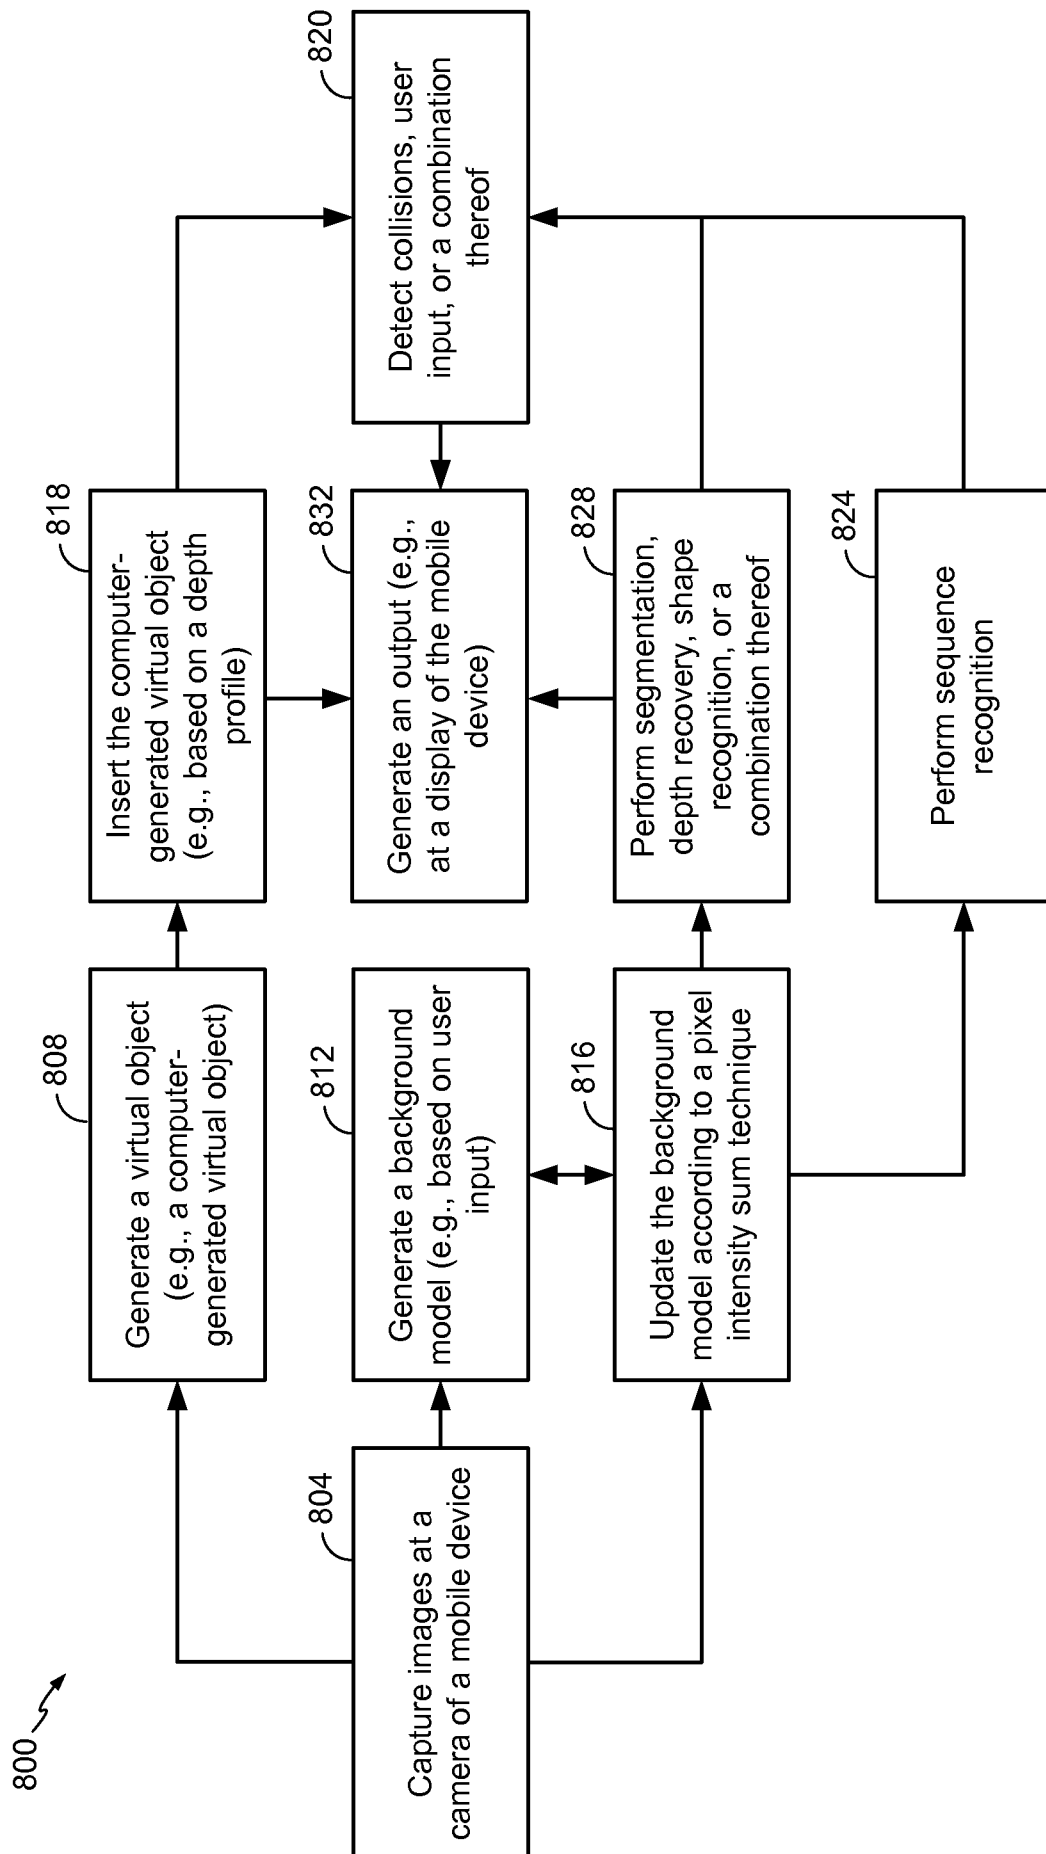 800
804
Capture images at a
camera of a mobile device
808
Generate a virtual object
(e.g., a computer-
generated virtual object)
812
Generate a background
model (e.g., based on user
input)
816
Update the background
model according to a pixel
intensity sum technique
818
Insert the computer-
generated virtual object
(e.g., based on a depth
profile)
832
Generate an output (e.g.,
at a display of the mobile
device)
828
Perform segmentation,
depth recovery, shape
recognition, or a
combination thereof
824
Perform sequence
recognition
820
Detect collisions, user
input, or a combination
thereof